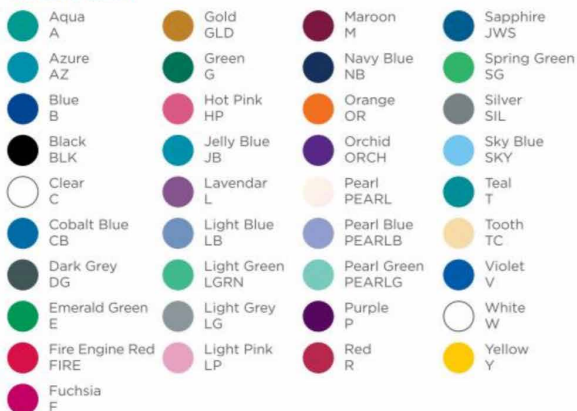 Aqua
A
Azure
AZ
Blue
B
Black
BLK
Clear
C
Cobalt Blue
CB
Dark Grey
DG
Emerald Green
E
Fire Engine Red
FIRE
Fuchsia
F
Gold
GLD
Green
G
Hot Pink
HP
Jelly Blue
JB
Lavendar
L
Light Blue
LB
Light Green
LGRN
Light Grey
LG
Light Pink
LP
Maroon
M
Navy Blue
NB
Orange
OR
Orchid
ORCH
Pearl
PEARL
Pearl Blue
PEARLB
Pearl Green
PEARLG
Purple
P
Red
R
Sapphire
JWS
Spring Green
SG
Silver
SIL
Sky Blue
SKY
Teal
T
Tooth
TC
Violet
V
White
W
Yellow
Y